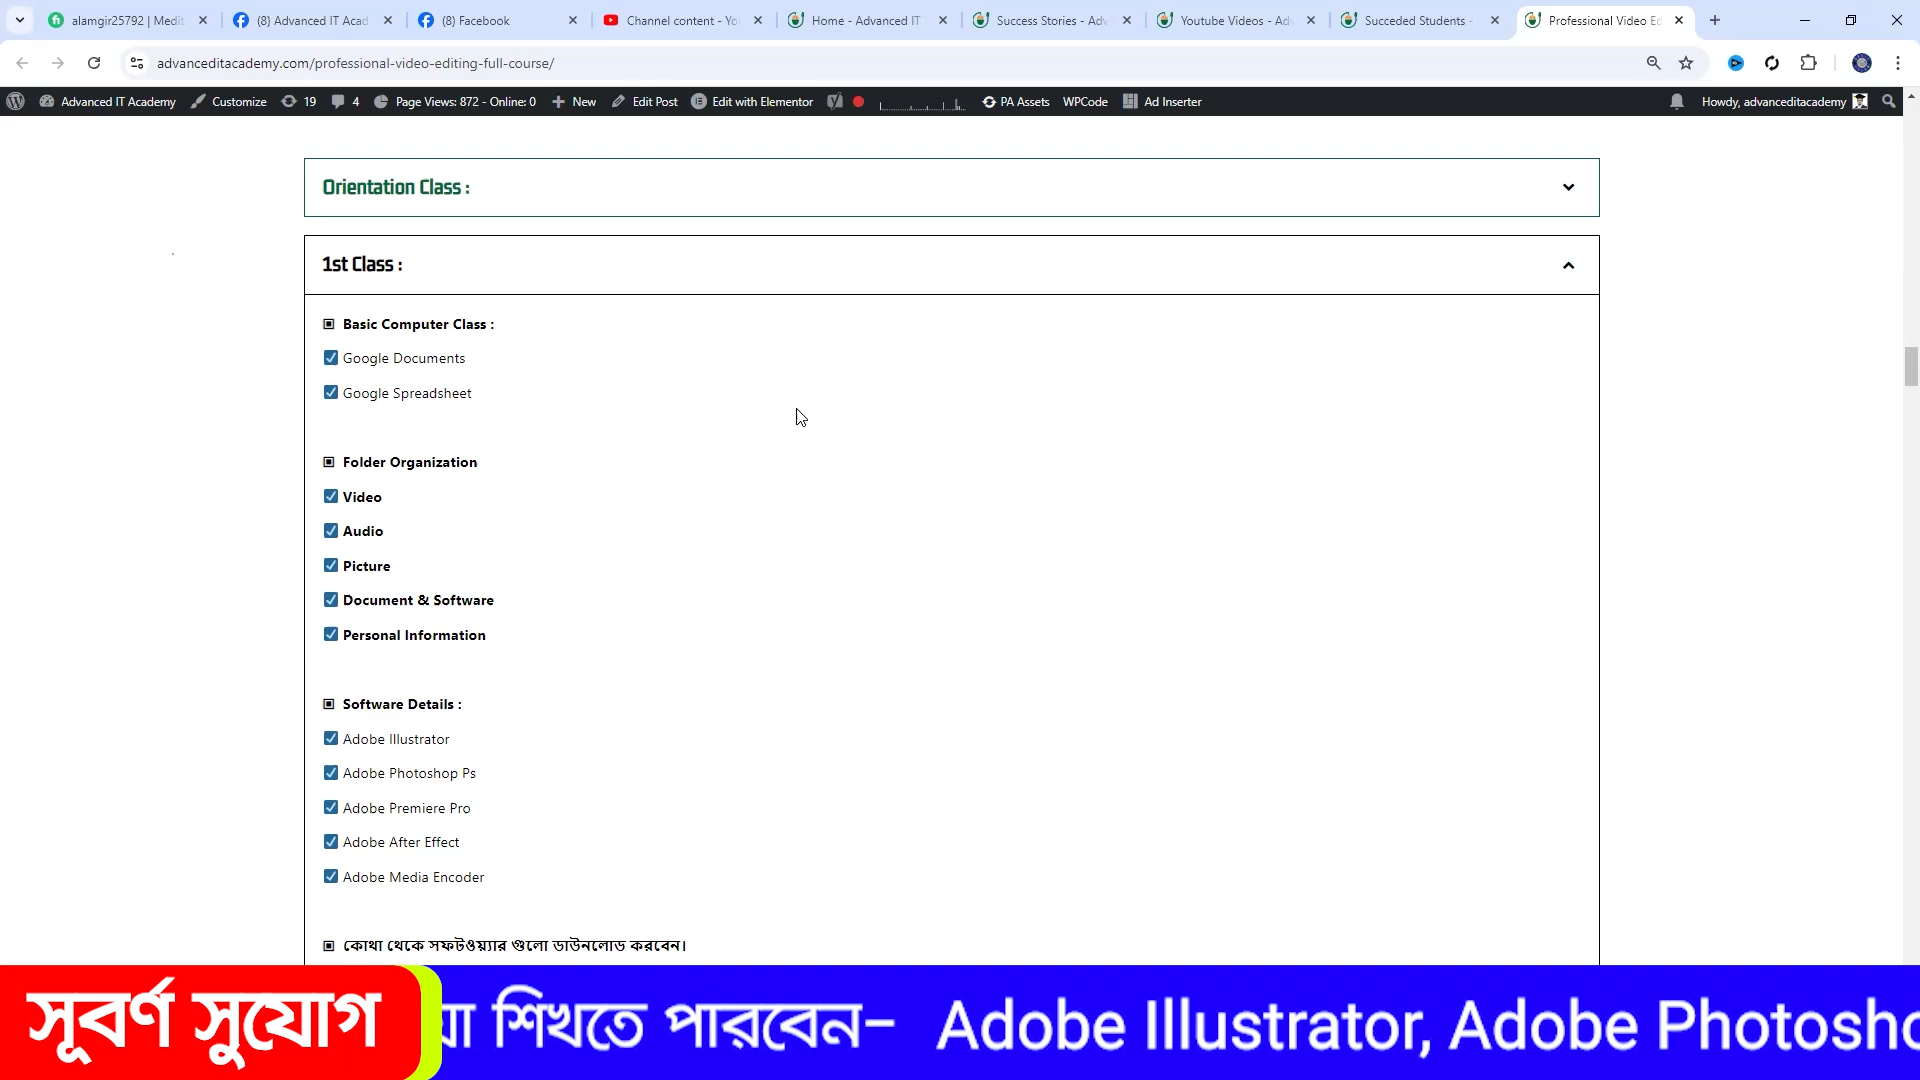 alamgir25792 | Medit
(8) Advanced IT Acad
(8) Facebook
Channel content - Yo
Home - Advanced IT
Success Stories - Adv
Youtube Videos - Adv
Succeded Students -
Professional Video Ed
advanceditacademy.com/professional-video-editing-full-course/
Advanced IT Academy
Customize
19
4
Page Views: 872 - Online: 0
New
Edit Post
Edit with Elementor
PA Assets
WPCode
Ad Inserter
Howdy, advanceditacademy
Orientation Class :
1st Class :
Basic Computer Class :
Google Documents
Google Spreadsheet
Folder Organization
Video
Audio
Picture
Document & Software
Personal Information
Software Details :
Adobe Illustrator
Adobe Photoshop Ps
Adobe Premiere Pro
Adobe After Effect
Adobe Media Encoder
কোথা থেকে সফটওয়্যার গুলো ডাউনলোড করবেন।
সূবর্ণ সুযোগ
য়া শিখতে পারবেন– Adobe Illustrator, Adobe Photosho